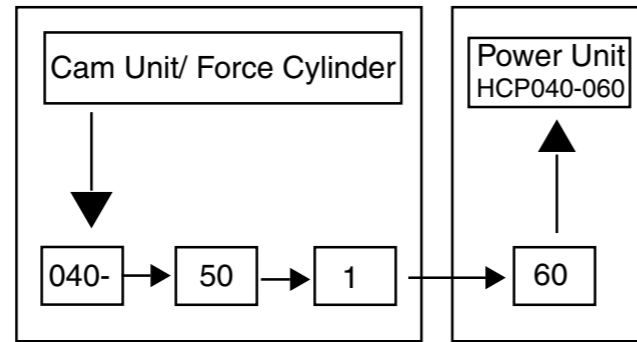 Cam Unit/ Force Cylinder
Power Unit
HCP040-060
040-
50
1
60